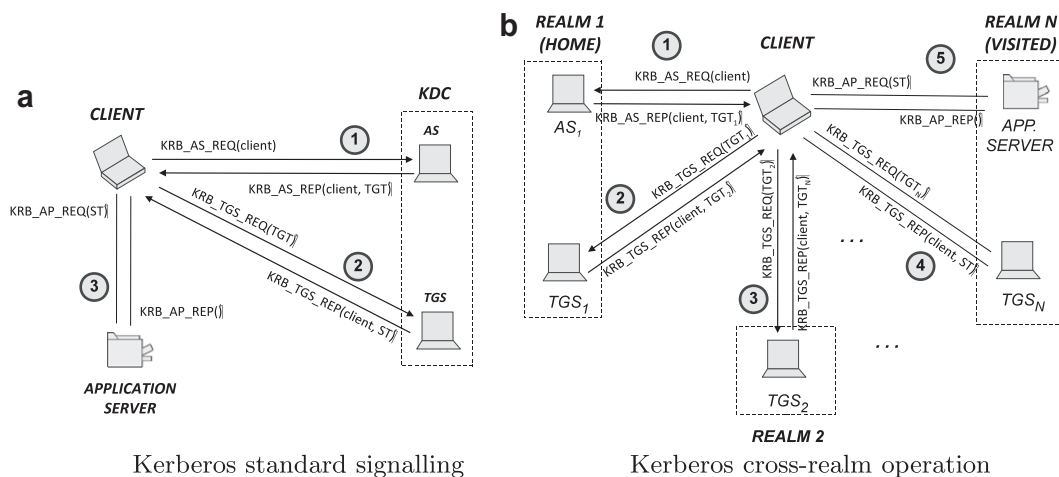 a
CLIENT
KDC
AS
1
KRB_AS_REQ(client)
KRB_AS_REP(client, TGT)
KRB_AP_REQ(ST)
KRB_TGS_REQ(TGT)
2
KRB_TGS_REP(client, ST)
TGS
3
KRB_AP_REP()
APPLICATION
SERVER
Kerberos standard signalling
b
REALM 1
(HOME)
CLIENT
REALM N
(VISITED)
1
KRB_AS_REQ(client)
AS1
KRB_AS_REP(client, TGT1)
5
KRB_AP_REQ(ST)
KRB_AP_REP()
APP.
SERVER
2
KRB_TGS_REQ(TGT1)
KRB_TGS_REP(client, TGT2)
TGS1
3
KRB_TGS_REQ(TGT2)
KRB_TGS_REP(client, TGTN)
TGS2
REALM 2
...
...
KRB_TGS_REQ(TGTN)
KRB_TGS_REP(client, ST)
4
TGSN
Kerberos cross-realm operation